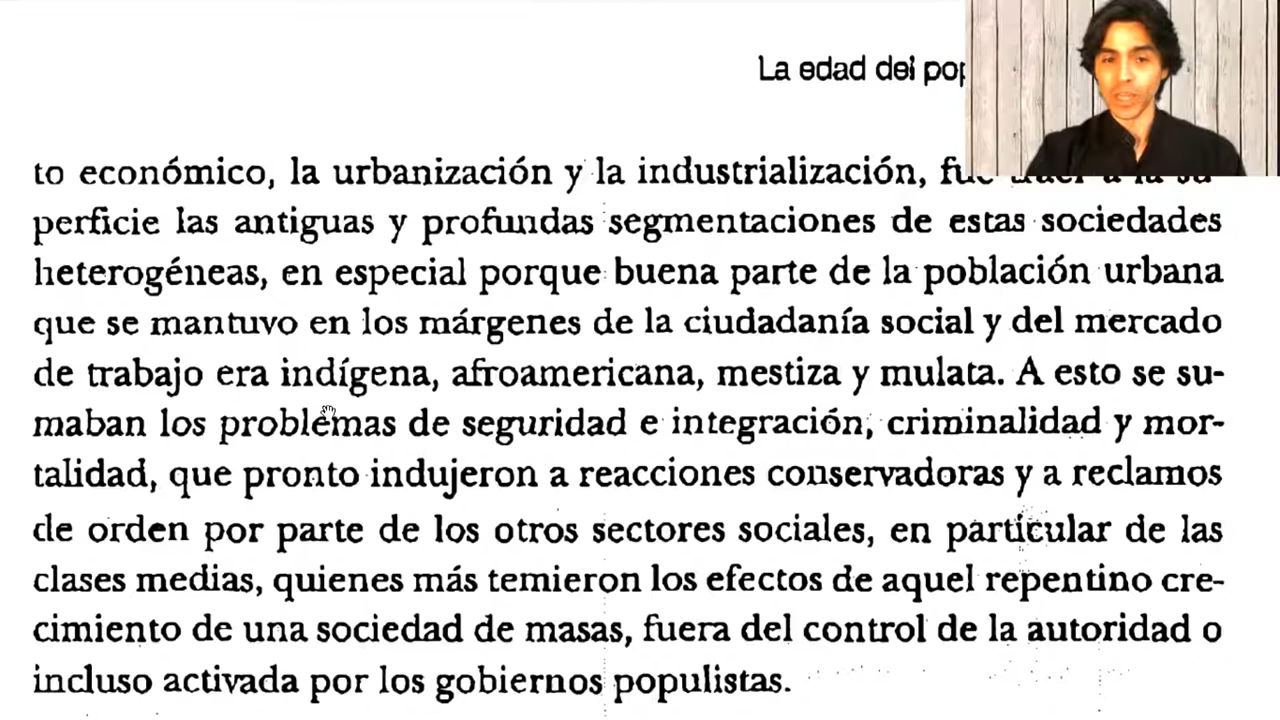 La edad del pop
to económico, la urbanización y la industrialización, fue traer a la su-
perficie las antiguas y profundas segmentaciones de estas sociedades
heterogéneas, en especial porque buena parte de la población urbana
que se mantuvo en los márgenes de la ciudadanía social y del mercado
de trabajo era indígena, afroamericana, mestiza y mulata. A esto se su-
maban los problemas de seguridad e integración, criminalidad y mor-
talidad, que pronto indujeron a reacciones conservadoras y a reclamos
de orden por parte de los otros sectores sociales, en particular de las
clases medias, quienes más temieron los efectos de aquel repentino cre-
cimiento de una sociedad de masas, fuera del control de la autoridad o
incluso activada por los gobiernos populistas.